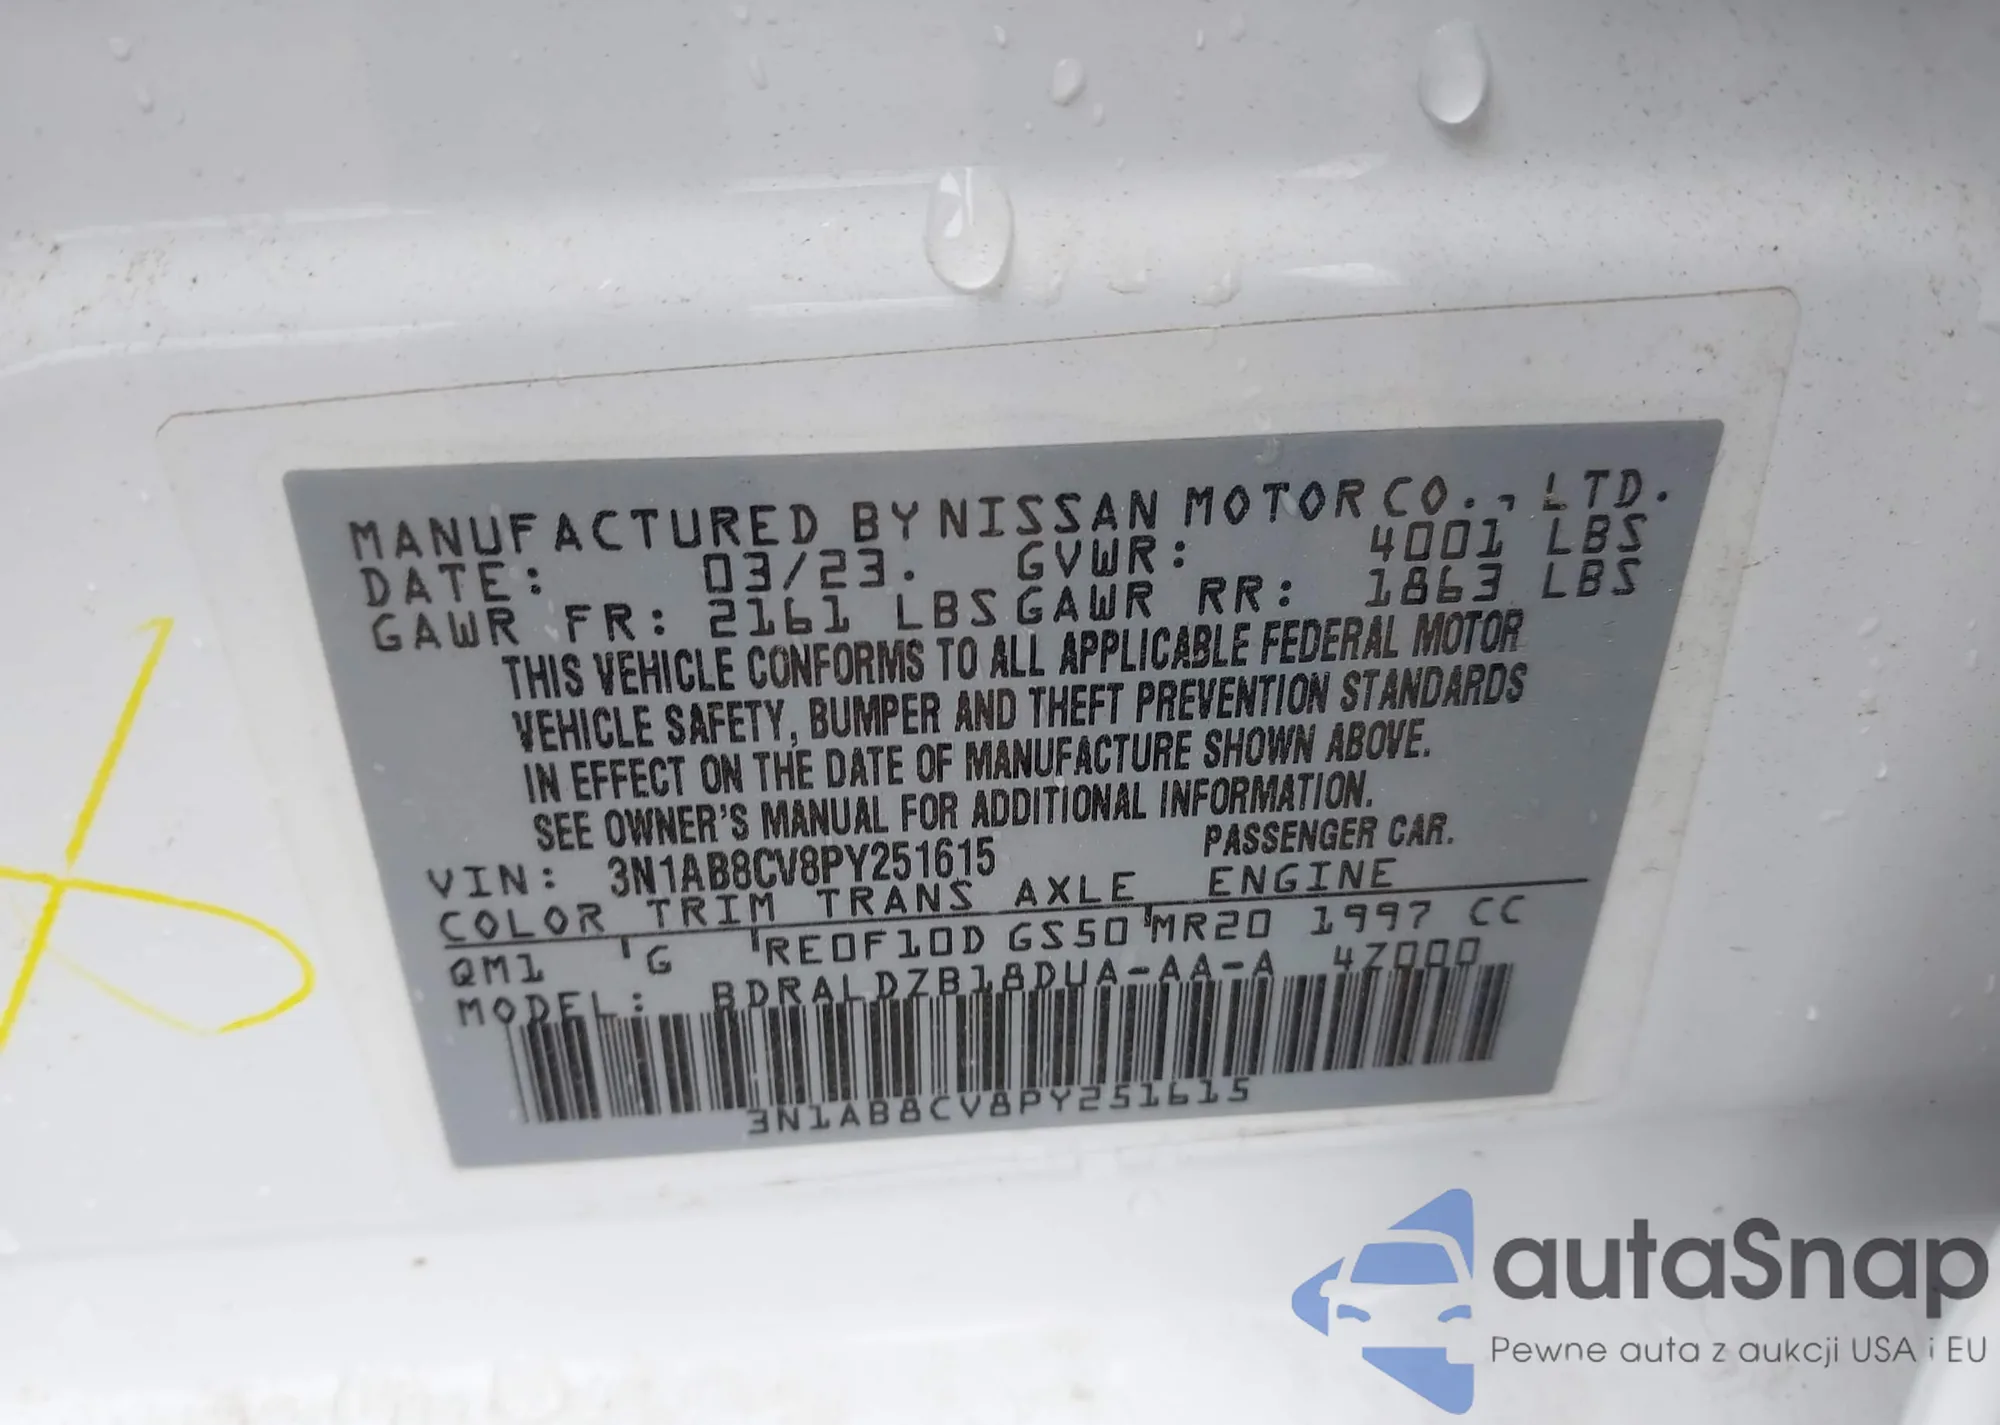 MANUFACTURED BY NISSAN MOTOR CO., LTD.
DATE: 03/23. GVWR: 4001 LBS
GAWR FR: 2161 LBS GAWR RR: 1863 LBS
THIS VEHICLE CONFORMS TO ALL APPLICABLE FEDERAL MOTOR
VEHICLE SAFETY, BUMPER AND THEFT PREVENTION STANDARDS
IN EFFECT ON THE DATE OF MANUFACTURE SHOWN ABOVE.
SEE OWNER'S MANUAL FOR ADDITIONAL INFORMATION.
VIN: 3N1AB8CV8PY251615 PASSENGER CAR.
COLOR TRIM TRANS AXLE ENGINE
QM1 G RE0F10D GS50 MR20 1997 CC
MODEL: BDRALDZB18DUA-AA-A 47000
3N1AB8CV8PY251615
autaSnap
Pewne auta z aukcji USA i EU